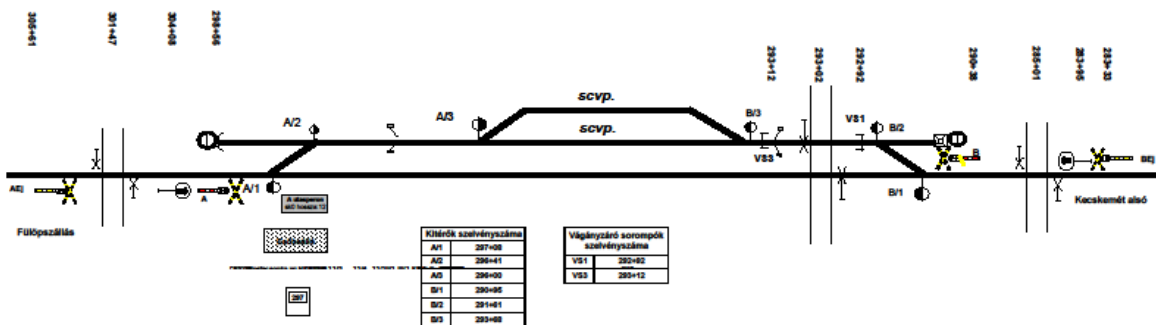 305+61
301+47
304+08
298+56
293+12
293+02
292+92
290+38
285+01
283+95
283+33
scvp.
A/3
B/3
VS1
B/2
A/2
scvp.
VS3
B
AEj
A
A/1
B/1
BEj
Fülöpszállás
Kecskemét alsó
297
Kitérők szelvényszáma
A/1 297+08
A/2 296+41
A/3 296+00
B/1 290+95
B/2 291+61
B/3 293+68
Vágányzáró sorompók
szelvényszáma
VS1 292+92
VS3 293+12